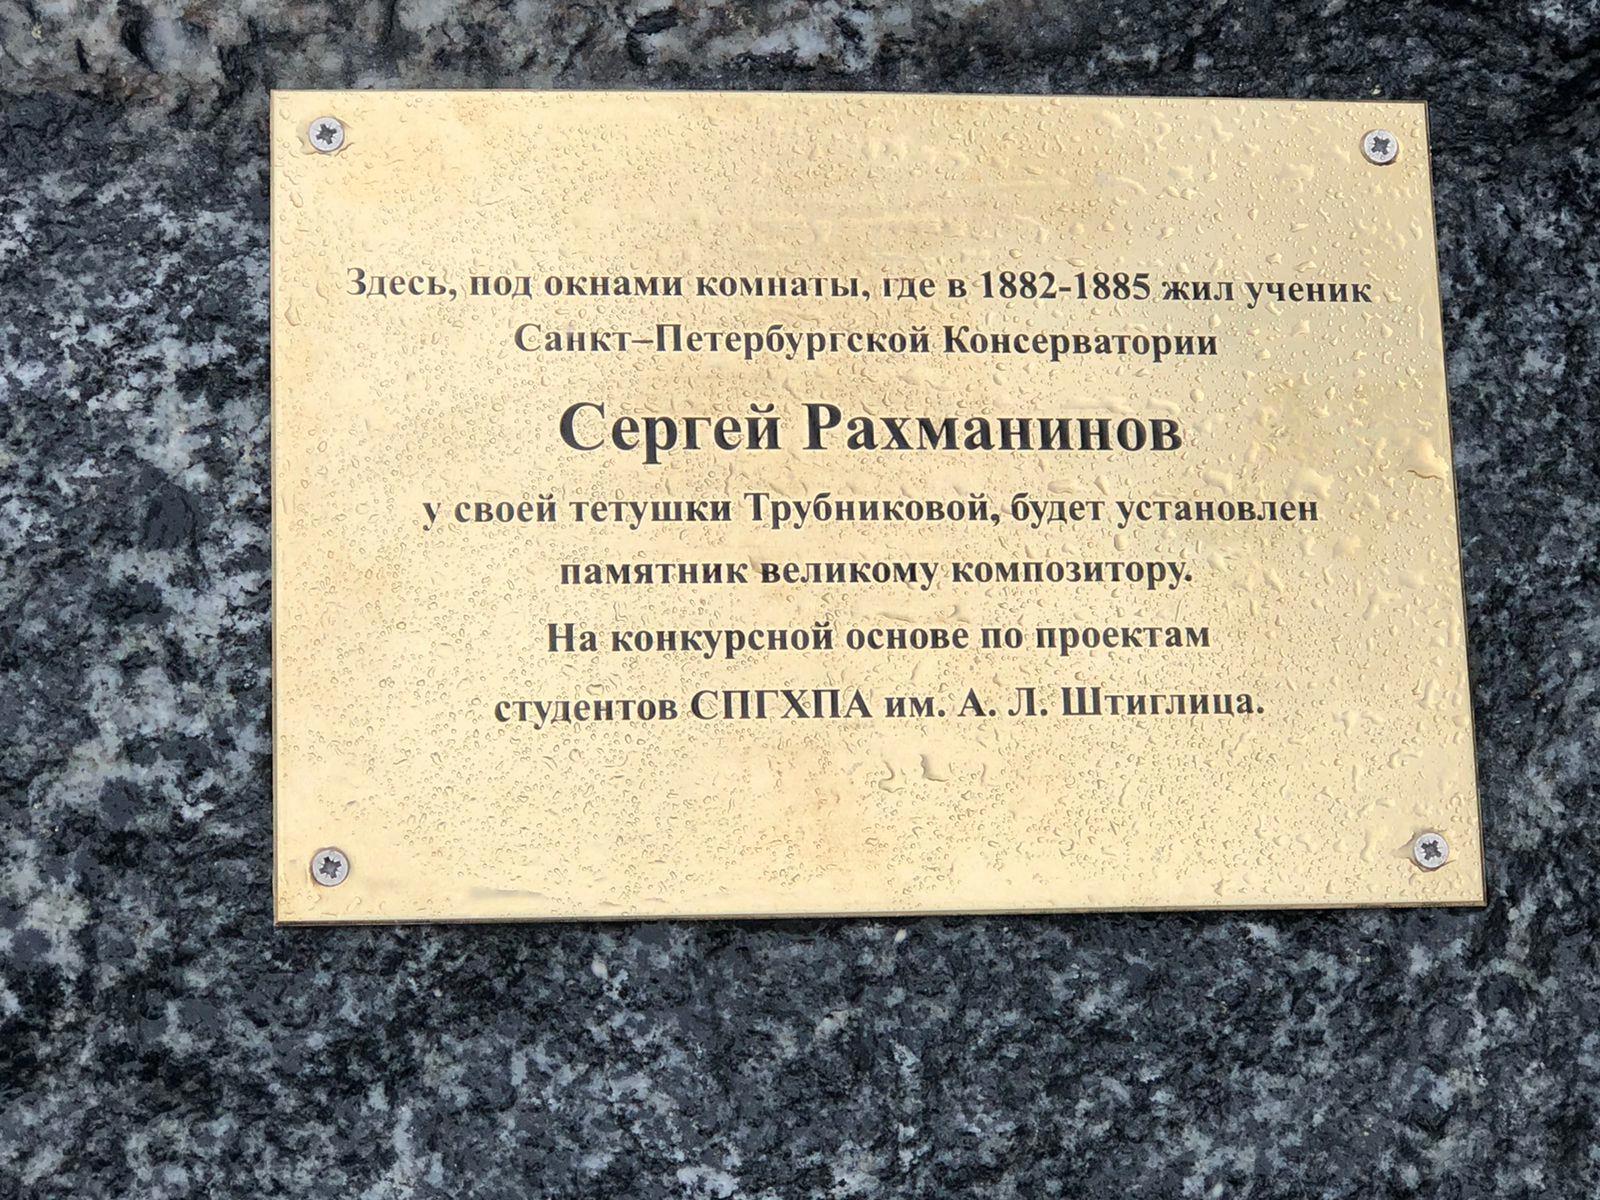 Здесь, под окнами комнаты, где в 1882-1885 жил ученик
Санкт–Петербургской Консерватории
Сергей Рахманинов
у своей тетушки Трубниковой, будет установлен
памятник великому композитору.
На конкурсной основе по проектам
студентов СПГХПА им. А. Л. Штиглица.